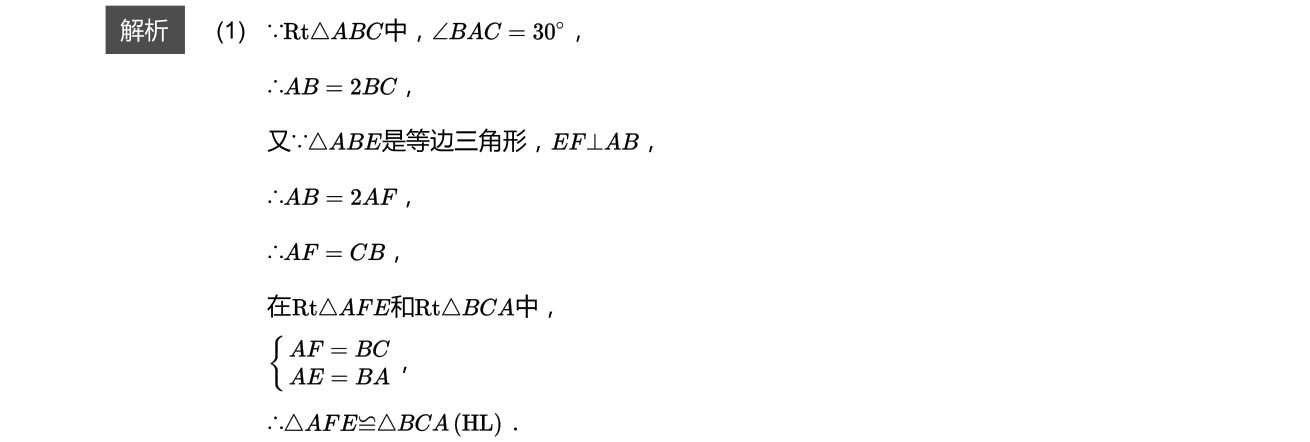 解析 (1) ∵Rt△ABC中，∠BAC = 30°，
∴AB = 2BC，
又∵△ABE是等边三角形，EF⊥AB，
∴AB = 2AF，
∴AF = CB，
在Rt△AFE和Rt△BCA中，
{ AF = BC
AE = BA ，
∴△AFE≌△BCA (HL) ．